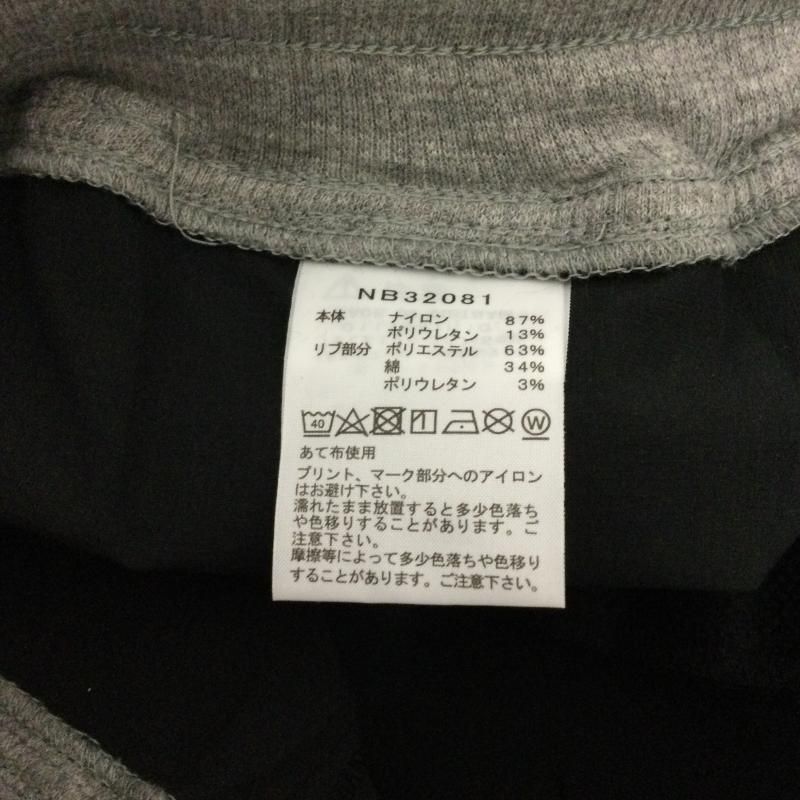 NB32081
本体 ナイロン 87%
ポリウレタン 13%
リブ部分 ポリエステル 63%
綿 34%
ポリウレタン 3%
40 W
あて布使用
プリント、マーク部分へのアイロン
はお避け下さい。
濡れたまま放置すると多少色落ち
や色移りすることがあります。ご
注意下さい。
摩擦等によって多少色落ちや色移り
することがあります。ご注意下さい。